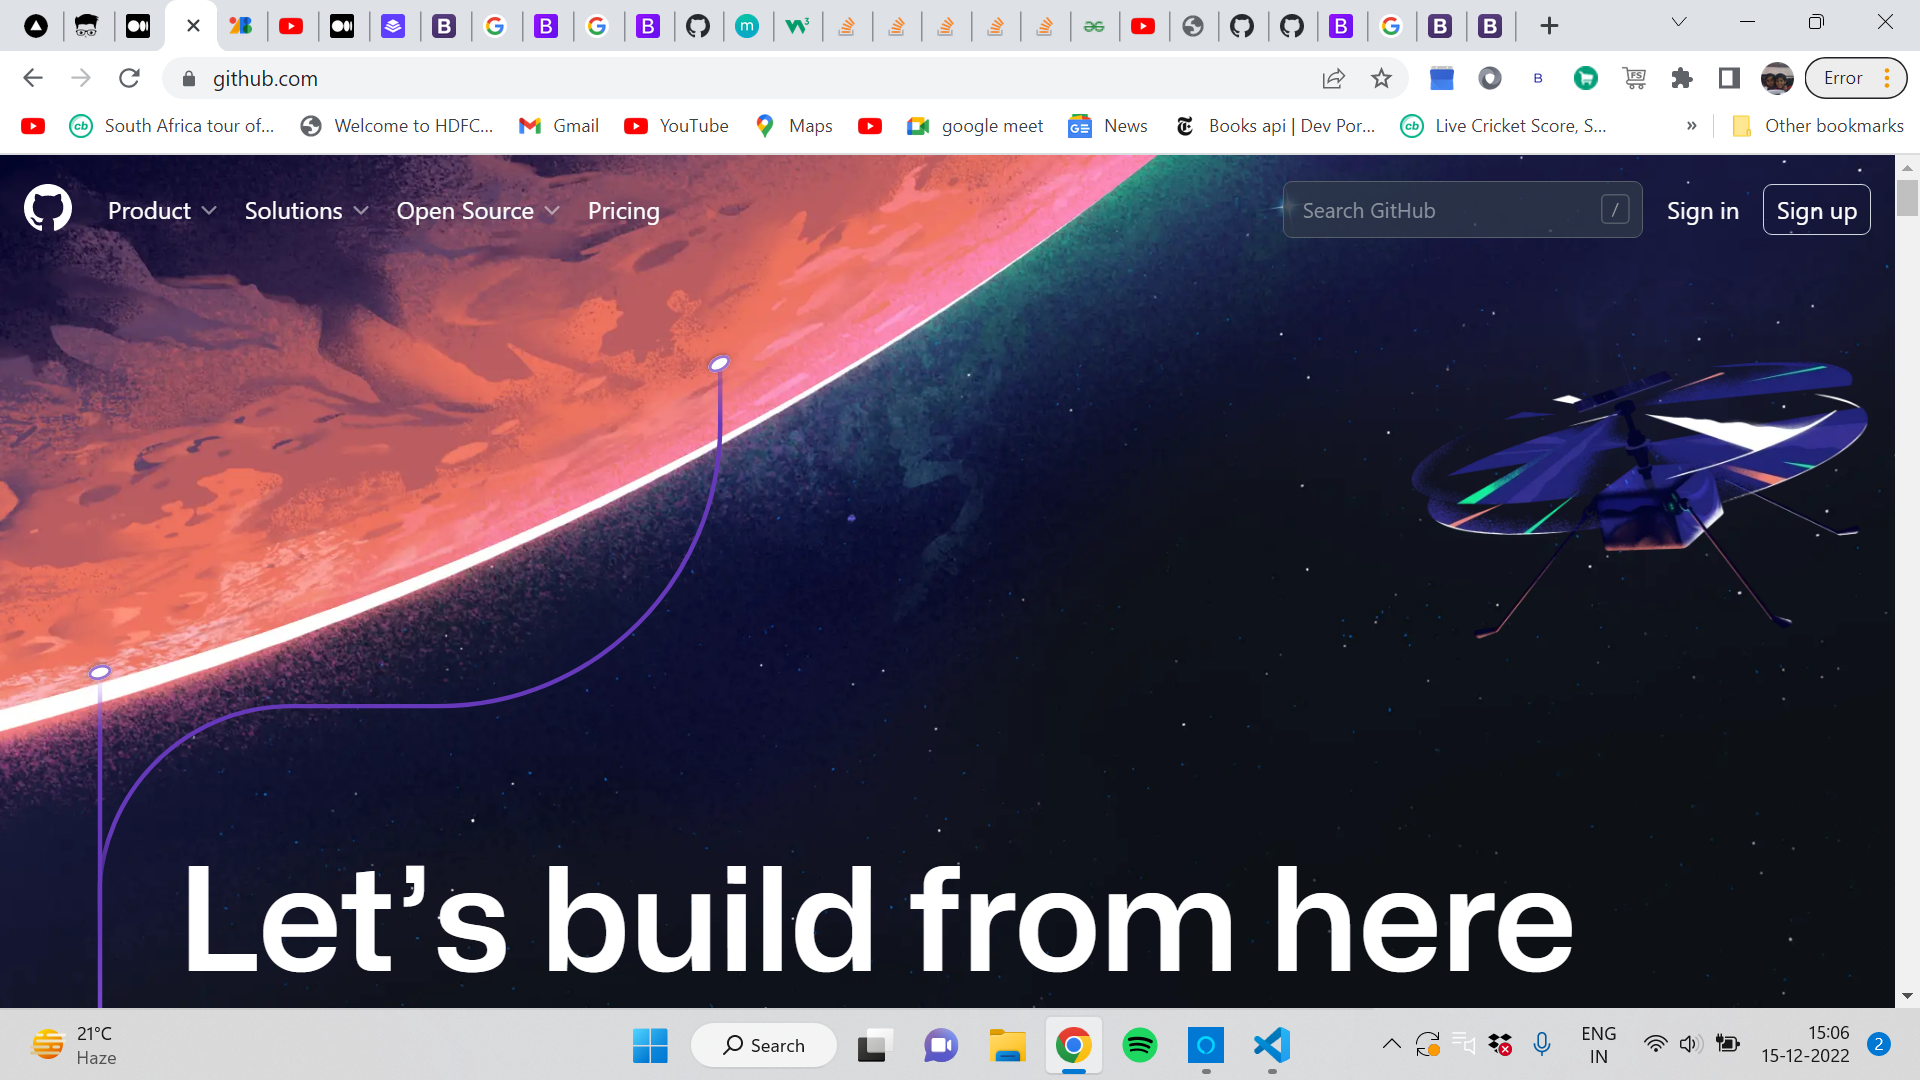 github.com
Error
South Africa tour of...
Welcome to HDFC...
Gmail
YouTube
Maps
google meet
News
Books api | Dev Por...
Live Cricket Score, S...
»
Other bookmarks
Product
Solutions
Open Source
Pricing
Search GitHub
/
Sign in
Sign up
Let’s build from here
21°C
Haze
Search
ENG
IN
15:06
15-12-2022
2